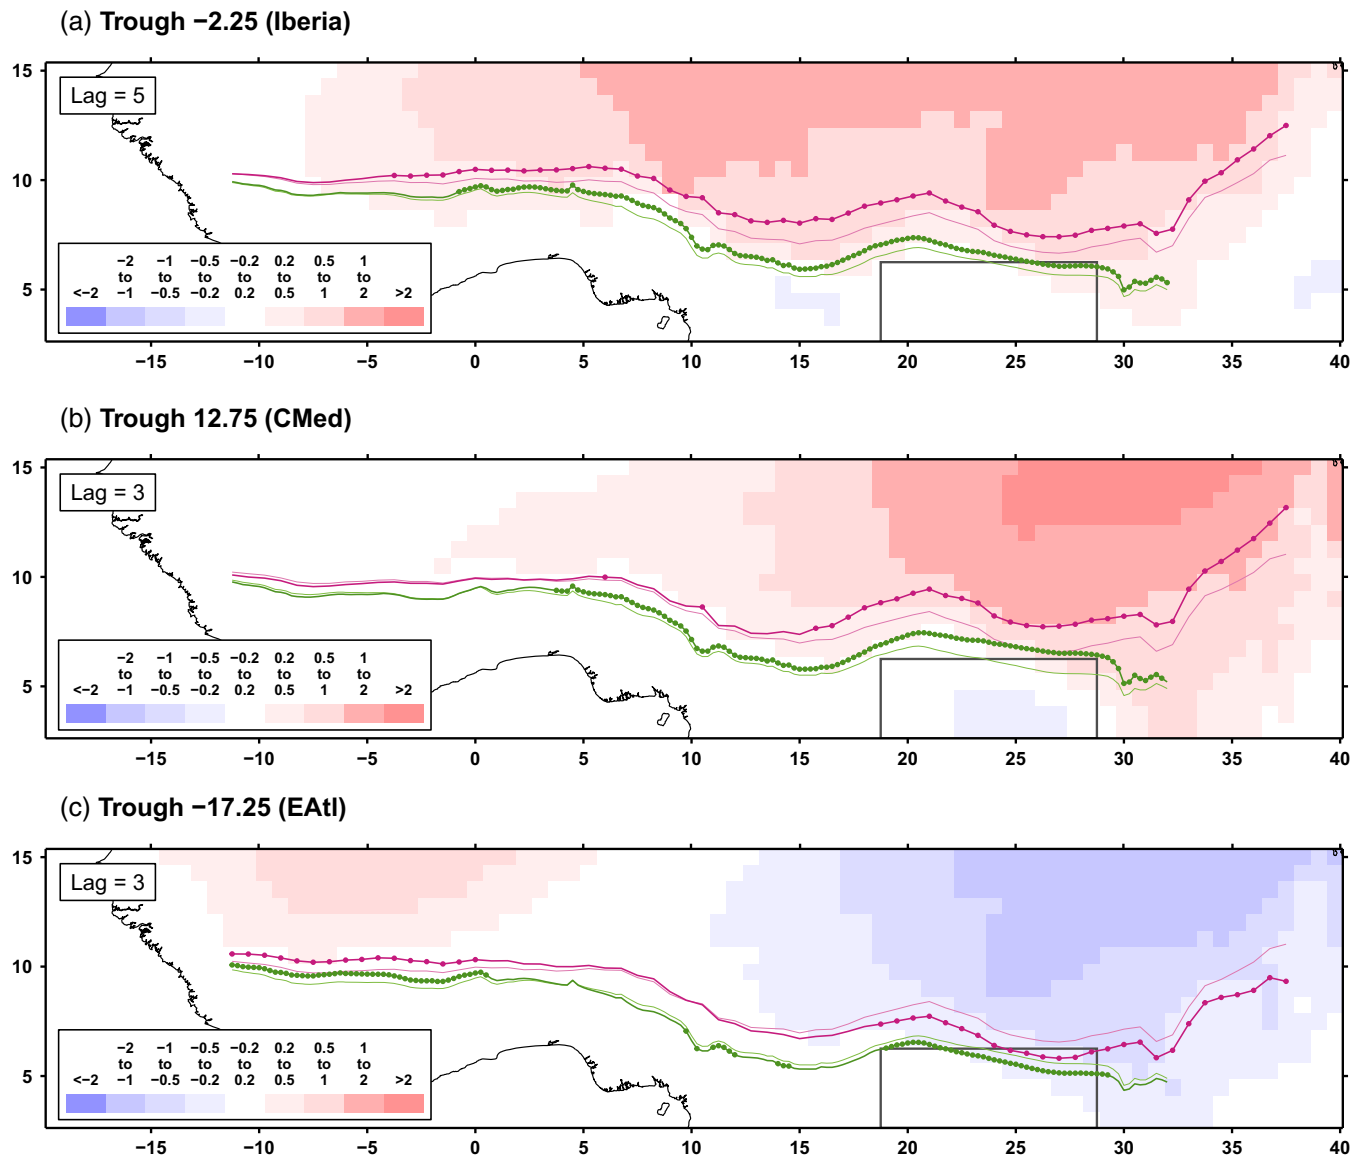 (a) Trough −2.25 (Iberia)
Lag = 5
15
10
5
−2 −1 −0.5 −0.2 0.2 0.5 1
to to to to to to to
<−2 −1 −0.5 −0.2 0.2 0.5 1 2 >2
−15 −10 −5 0 5 10 15 20 25 30 35 40
(b) Trough 12.75 (CMed)
Lag = 3
15
10
5
−2 −1 −0.5 −0.2 0.2 0.5 1
to to to to to to to
<−2 −1 −0.5 −0.2 0.2 0.5 1 2 >2
−15 −10 −5 0 5 10 15 20 25 30 35 40
(c) Trough −17.25 (EAtl)
Lag = 3
15
10
5
−2 −1 −0.5 −0.2 0.2 0.5 1
to to to to to to to
<−2 −1 −0.5 −0.2 0.2 0.5 1 2 >2
−15 −10 −5 0 5 10 15 20 25 30 35 40